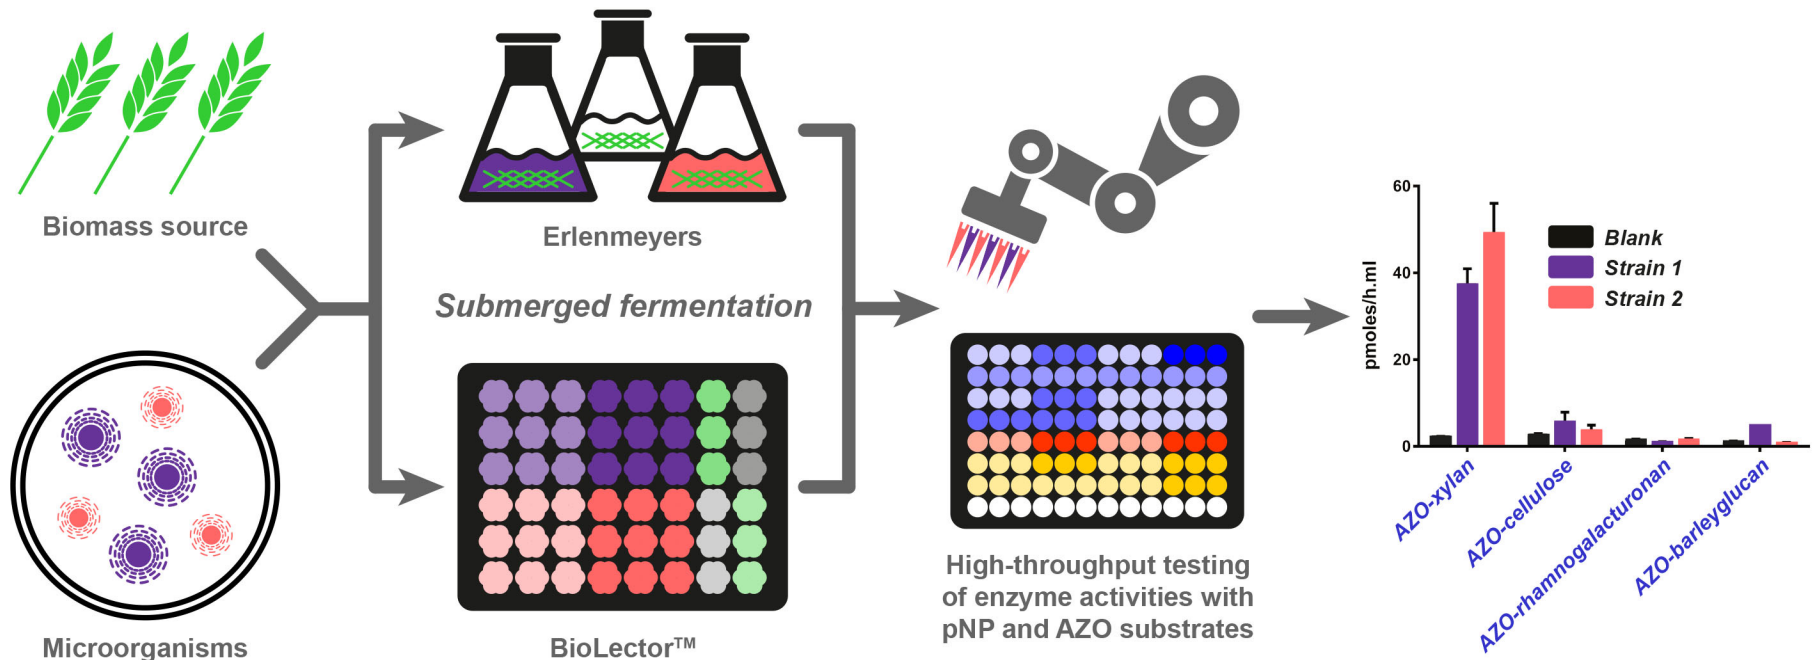 Biomass source
Microorganisms
Erlenmeyers
Submerged fermentation
BioLector™
High-throughput testing
of enzyme activities with
pNP and AZO substrates
pmoles/h.ml
60
40
20
0
Blank
Strain 1
Strain 2
AZO-xylan
AZO-cellulose
AZO-rhamnogalacturonan
AZO-barleyglucan